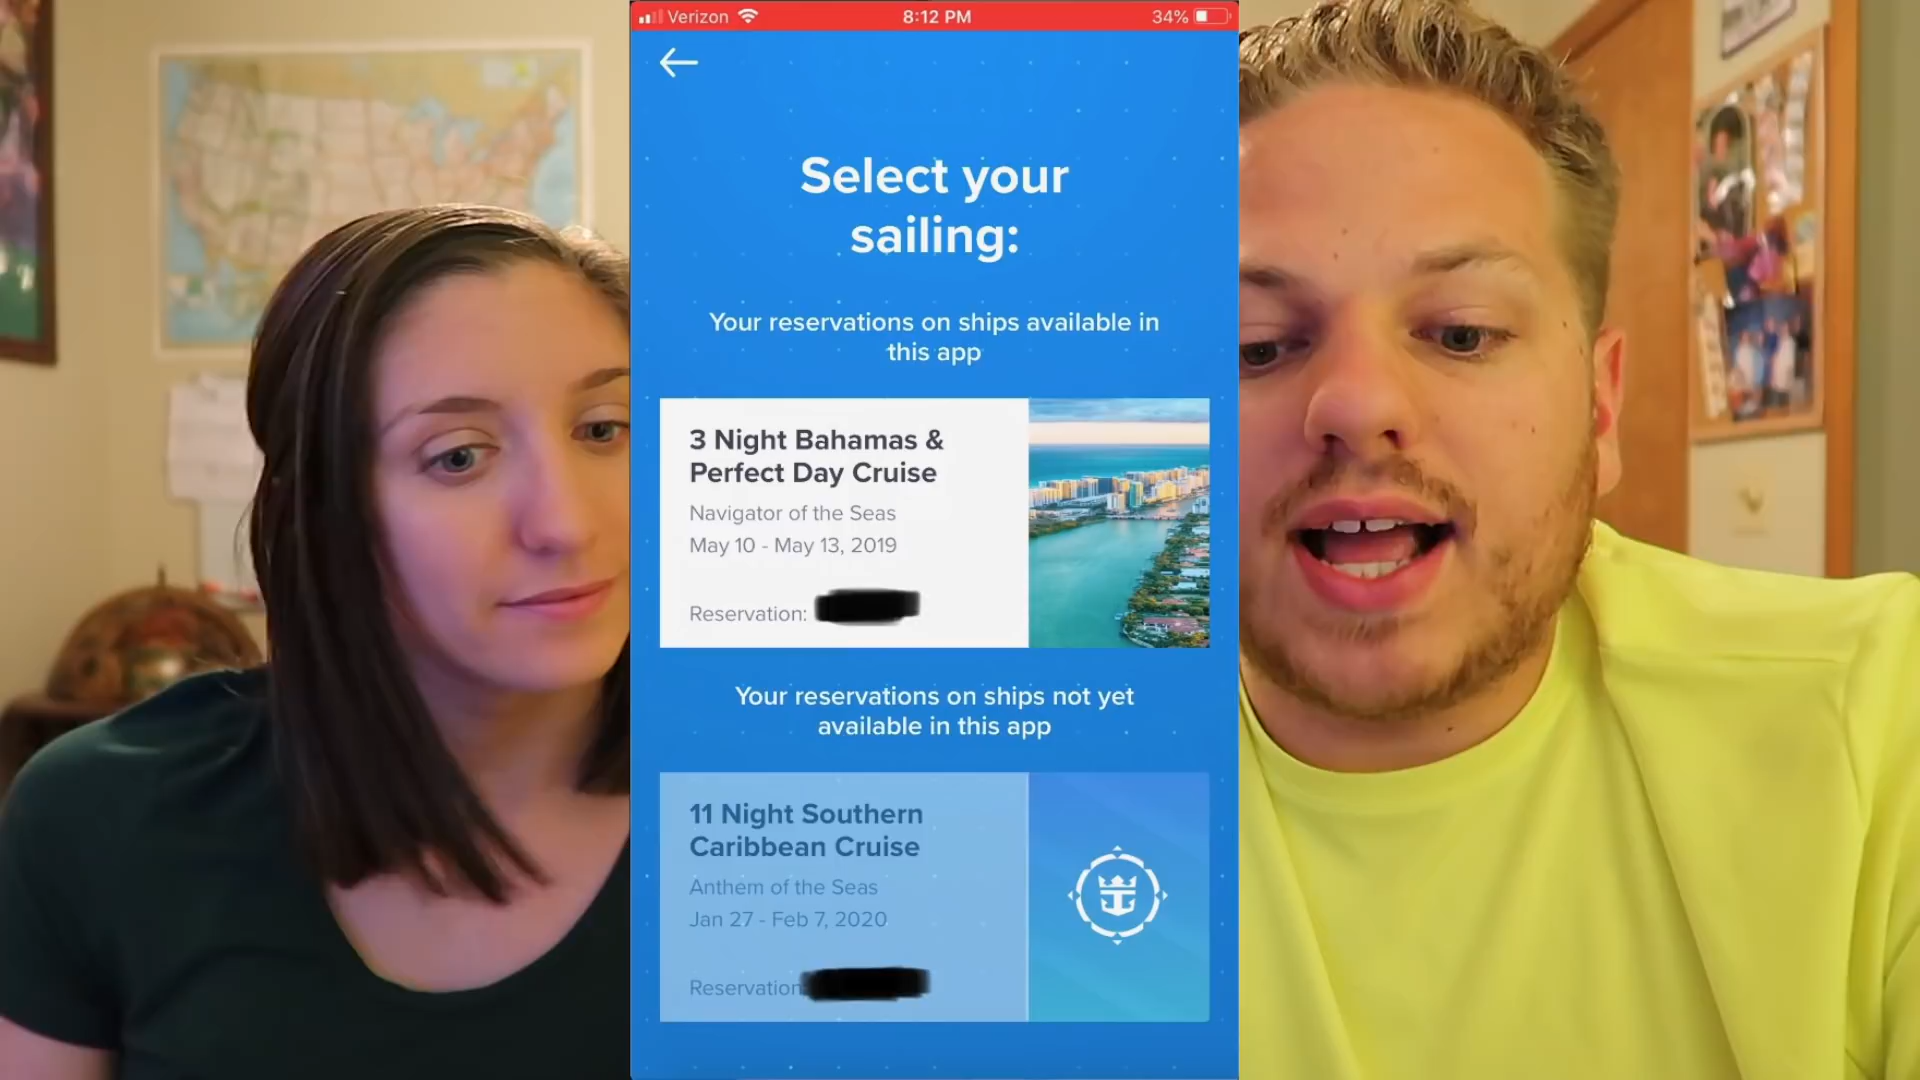 Verizon 8:12 PM 34%
Select your
sailing:
Your reservations on ships available in
this app
3 Night Bahamas &
Perfect Day Cruise
Navigator of the Seas
May 10 - May 13, 2019
Reservation:
Your reservations on ships not yet
available in this app
11 Night Southern
Caribbean Cruise
Anthem of the Seas
Jan 27 - Feb 7, 2020
Reservation